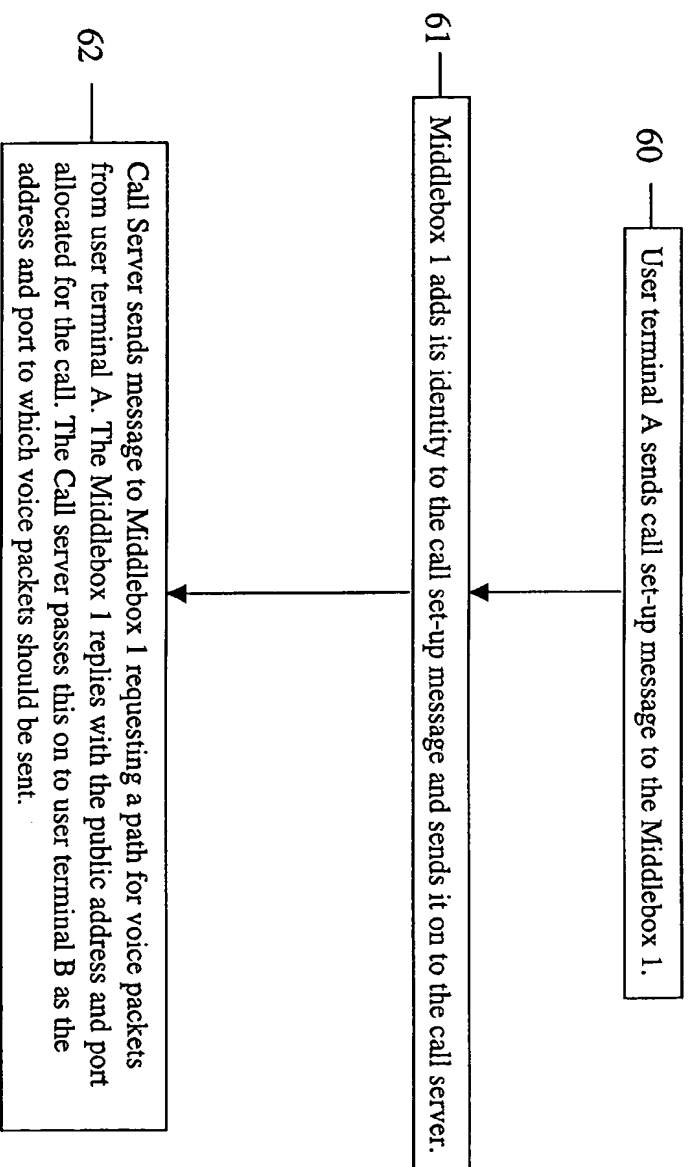 60
User terminal A sends call set-up message to the Middlebox 1.
61
Middlebox 1 adds its identity to the call set-up message and sends it on to the call server.
62
Call Server sends message to Middlebox 1 requesting a path for voice packets
from user terminal A. The Middlebox 1 replies with the public address and port
allocated for the call. The Call server passes this on to user terminal B as the
address and port to which voice packets should be sent.